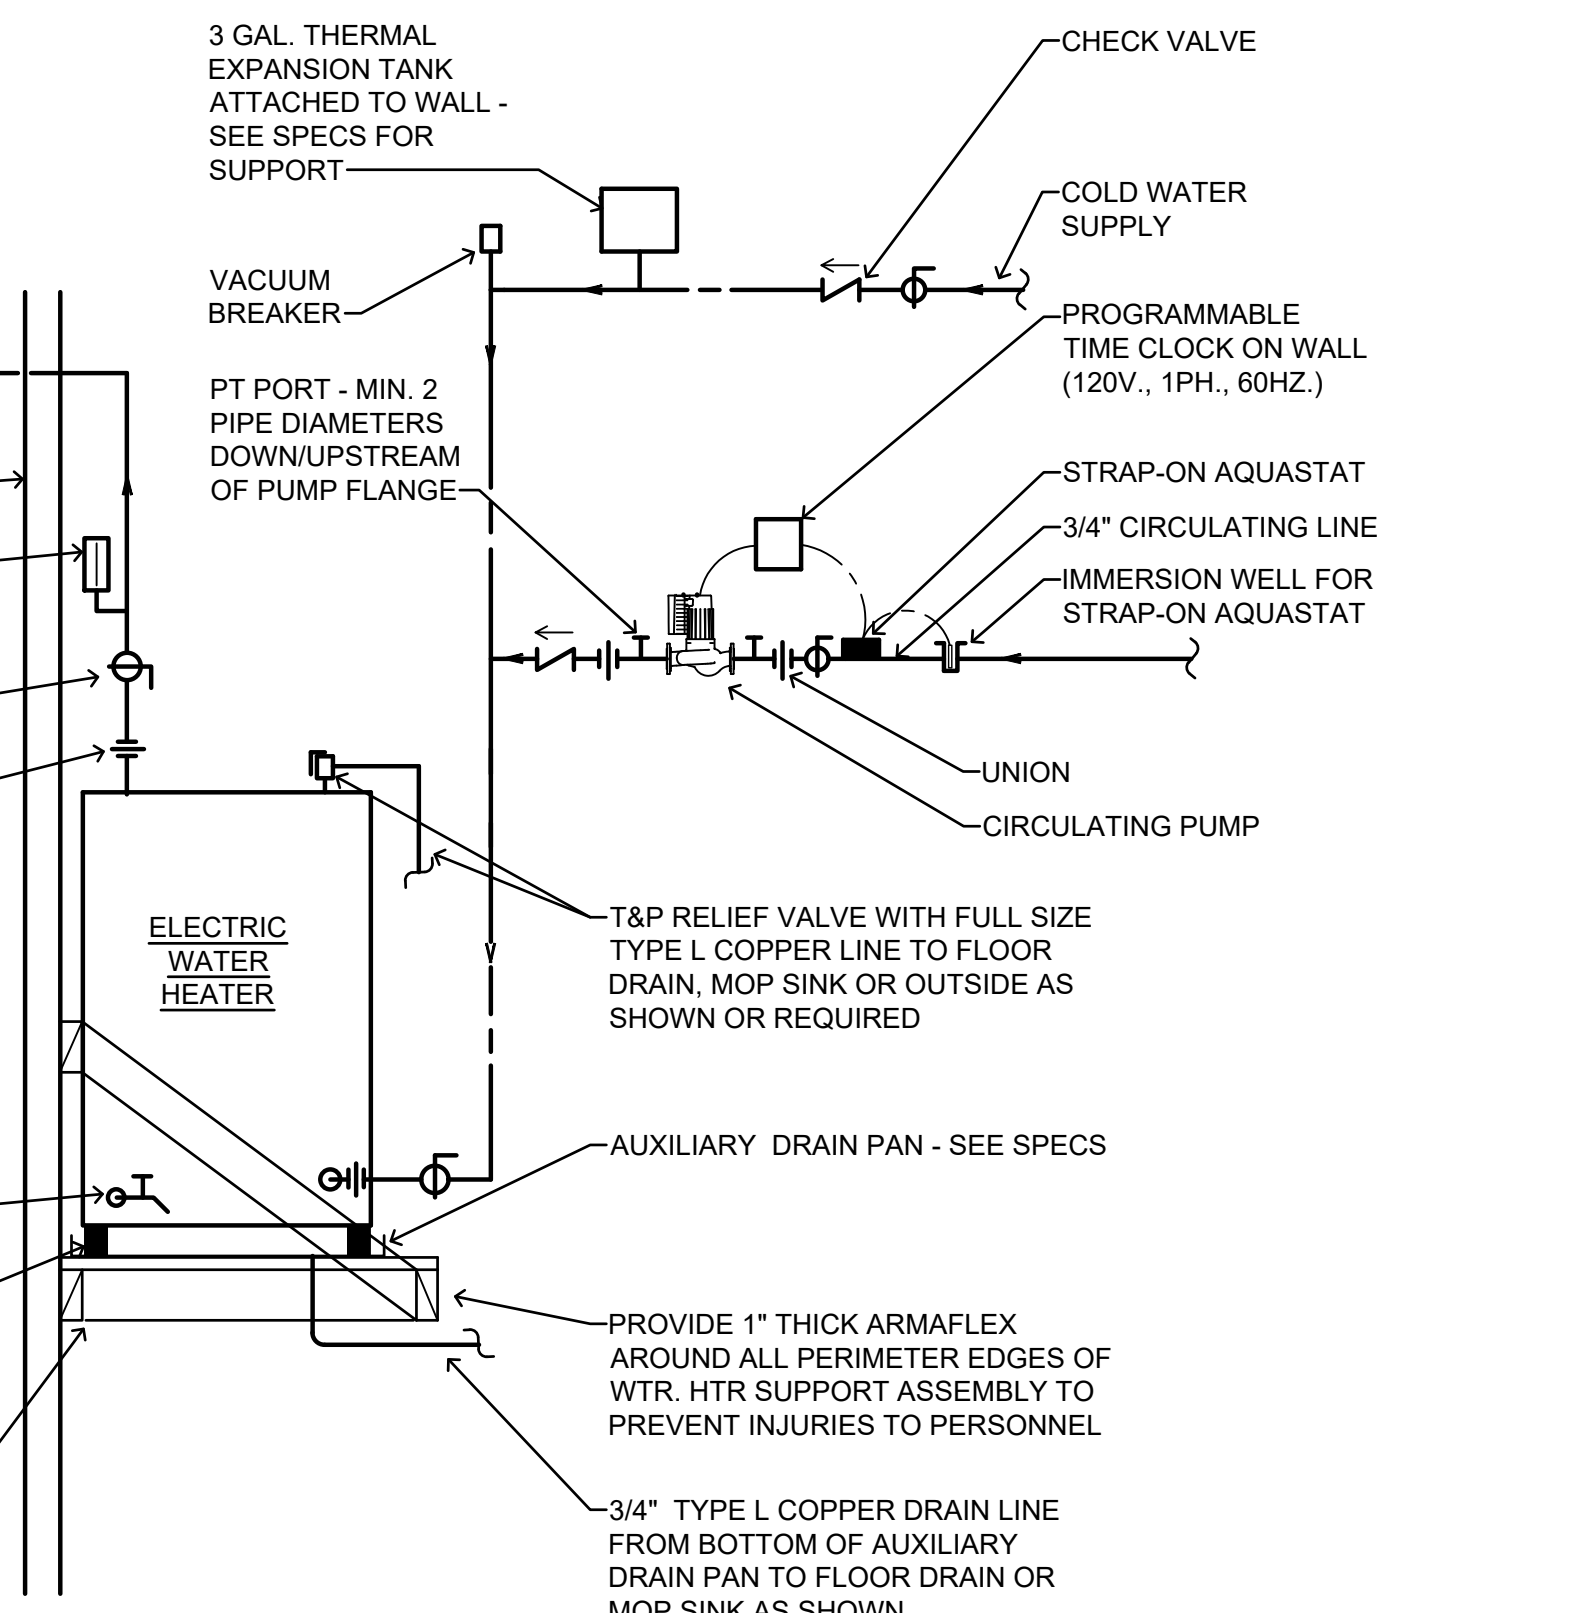 3 GAL. THERMAL
EXPANSION TANK
ATTACHED TO WALL -
SEE SPECS FOR
SUPPORT
CHECK VALVE
COLD WATER
SUPPLY
VACUUM
BREAKER
PROGRAMMABLE
TIME CLOCK ON WALL
(120V., 1PH., 60HZ.)
PT PORT - MIN. 2
PIPE DIAMETERS
DOWN/UPSTREAM
OF PUMP FLANGE
STRAP-ON AQUASTAT
3/4" CIRCULATING LINE
IMMERSION WELL FOR
STRAP-ON AQUASTAT
UNION
CIRCULATING PUMP
ELECTRIC
WATER
HEATER
T&P RELIEF VALVE WITH FULL SIZE
TYPE L COPPER LINE TO FLOOR
DRAIN, MOP SINK OR OUTSIDE AS
SHOWN OR REQUIRED
AUXILIARY  DRAIN PAN - SEE SPECS
PROVIDE 1" THICK ARMAFLEX
AROUND ALL PERIMETER EDGES OF
WTR. HTR SUPPORT ASSEMBLY TO
PREVENT INJURIES TO PERSONNEL
3/4"  TYPE L COPPER DRAIN LINE
FROM BOTTOM OF AUXILIARY
DRAIN PAN TO FLOOR DRAIN OR
MOP SINK AS SHOWN